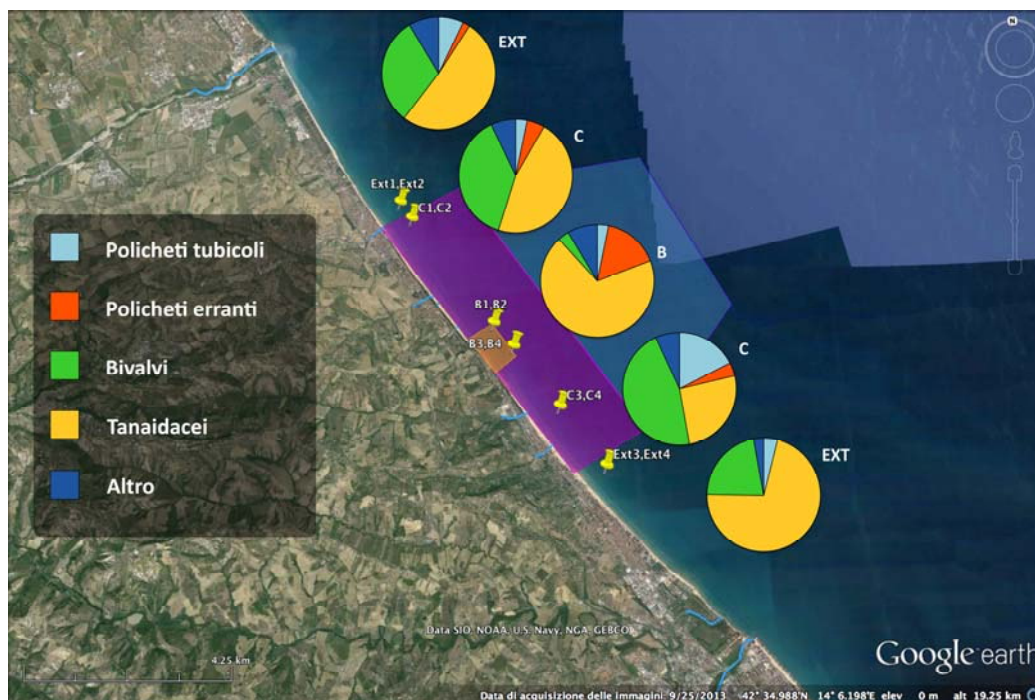 N
EXT
C
Ext1,Ext2
C1,C2
Policheti tubicoli
B
Policheti erranti
B1,B2
Bivalvi
B3,B4
C
Tanaidacei
C3,C4
Ext3,Ext4
EXT
Altro
Data SIO, NOAA, U.S. Navy, NGA, GEBCO
Google earth
4.25 km
Data di acquisizione delle immagini: 9/25/2013 42° 34.988'N 14° 6.198'E elev 0 m alt 19.25 km